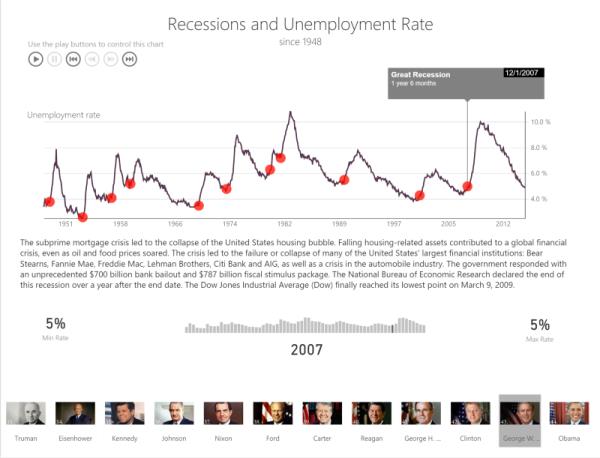 Recessions and Unemployment Rate
since 1948
Use the play buttons to control this chart
Great Recession
12/1/2007
1 year 6 months
Unemployment rate
10.0 %
8.0 %
6.0 %
4.0 %
1951 1958 1966 1974 1982 1989 1997 2005 2012
The subprime mortgage crisis led to the collapse of the United States housing bubble. Falling housing-related assets contributed to a global financial
crisis, even as oil and food prices soared. The crisis led to the failure or collapse of many of the United States' largest financial institutions: Bear
Stearns, Fannie Mae, Freddie Mac, Lehman Brothers, Citi Bank and AIG, as well as a crisis in the automobile industry. The government responded with
an unprecedented $700 billion bank bailout and $787 billion fiscal stimulus package. The National Bureau of Economic Research declared the end of
this recession over a year after the end date. The Dow Jones Industrial Average (Dow) finally reached its lowest point on March 9, 2009.
5%
Min Rate
2007
5%
Max Rate
Truman Eisenhower Kennedy Johnson Nixon Ford Carter Reagan George H. ... Clinton George W. ... Obama